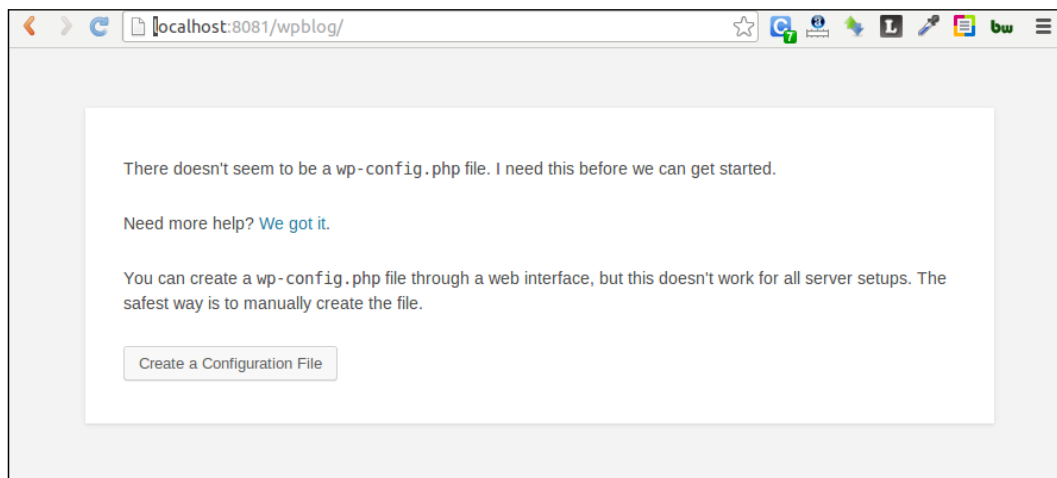 localhost:8081/wpblog/
C 7 3 L bw
There doesn't seem to be a wp-config.php file. I need this before we can get started.
Need more help? We got it.
You can create a wp-config.php file through a web interface, but this doesn't work for all server setups. The
safest way is to manually create the file.
Create a Configuration File